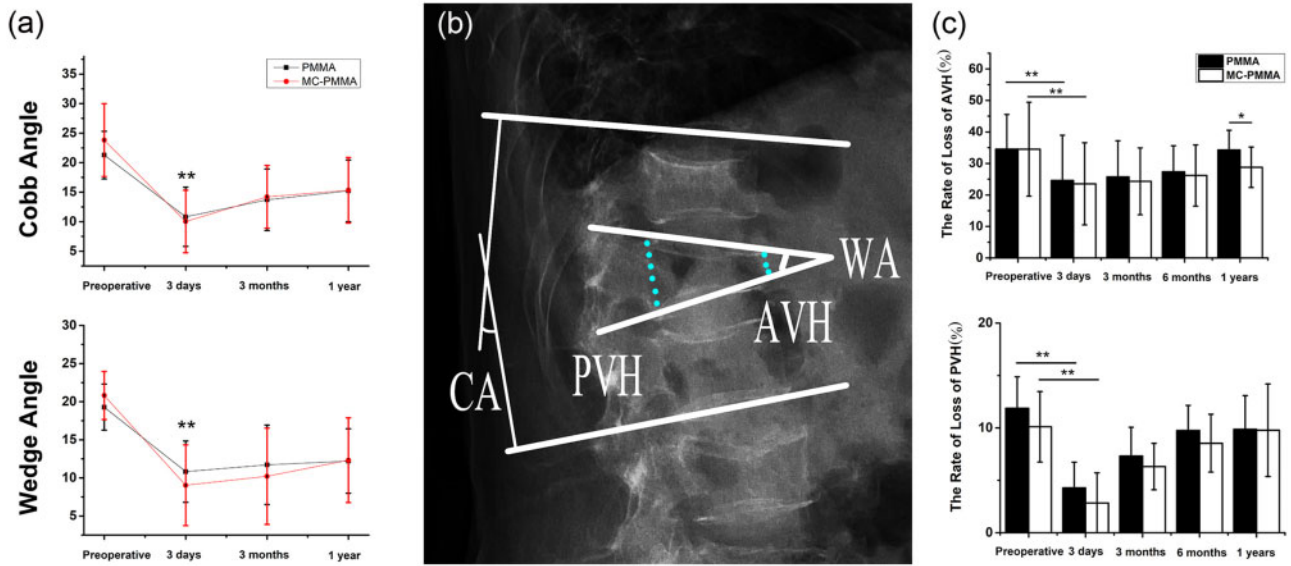 (a)
Cobb Angle
35
30
25
20
15
10
5
PMMA
MC-PMMA
**
Preoperative 3 days 3 months 1 year
Wedge Angle
30
25
20
15
10
5
**
Preoperative 3 days 3 months 1 year
(b)
WA
AVH
PVH
CA
(c)
The Rate of Loss of AVH(%)
60
50
40
30
20
10
0
PMMA
MC-PMMA
**
**
*
Preoperative 3 days 3 months 6 months 1 years
The Rate of Loss of PVH(%)
20
10
0
**
**
Preoperative 3 days 3 months 6 months 1 years